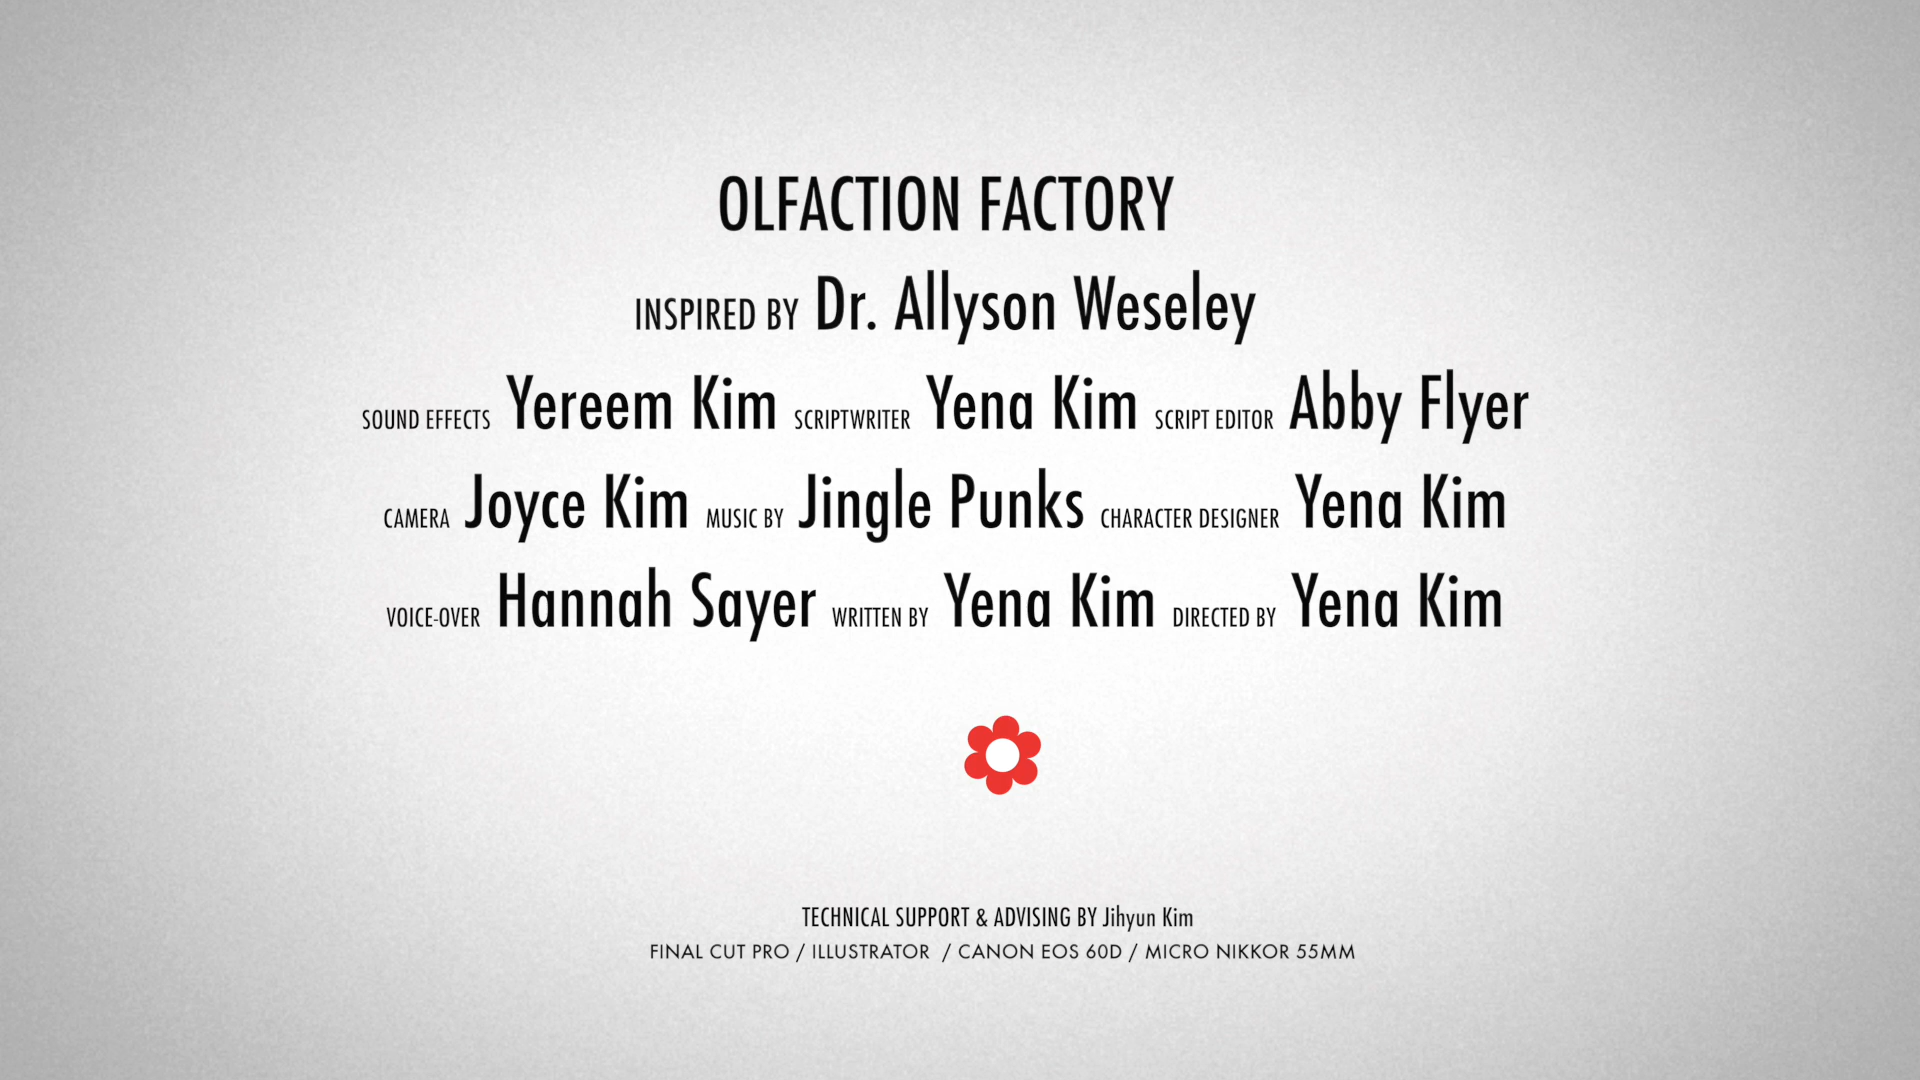 OLFACTION FACTORY
INSPIRED BY Dr. Allyson Weseley
SOUND EFFECTS Yereem Kim SCRIPTWRITER Yena Kim SCRIPT EDITOR Abby Flyer
CAMERA Joyce Kim MUSIC BY Jingle Punks CHARACTER DESIGNER Yena Kim
VOICE-OVER Hannah Sayer WRITTEN BY Yena Kim DIRECTED BY Yena Kim
TECHNICAL SUPPORT & ADVISING BY Jihyun Kim
FINAL CUT PRO / ILLUSTRATOR / CANON EOS 60D / MICRO NIKKOR 55MM